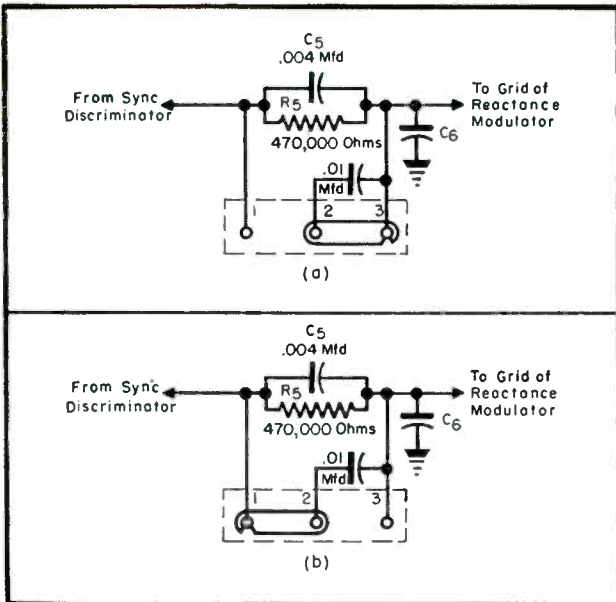 C5
.004 Mfd
From Sync
Discriminator
R5
To Grid of
Reactance
Modulator
C6
470,000 Ohms
.01
Mfd
1 2 3
(a)
C5
.004 Mfd
From Sync
Discriminator
R5
To Grid of
Reactance
Modulator
C6
470,000 Ohms
.01
Mfd
1 2 3
(b)